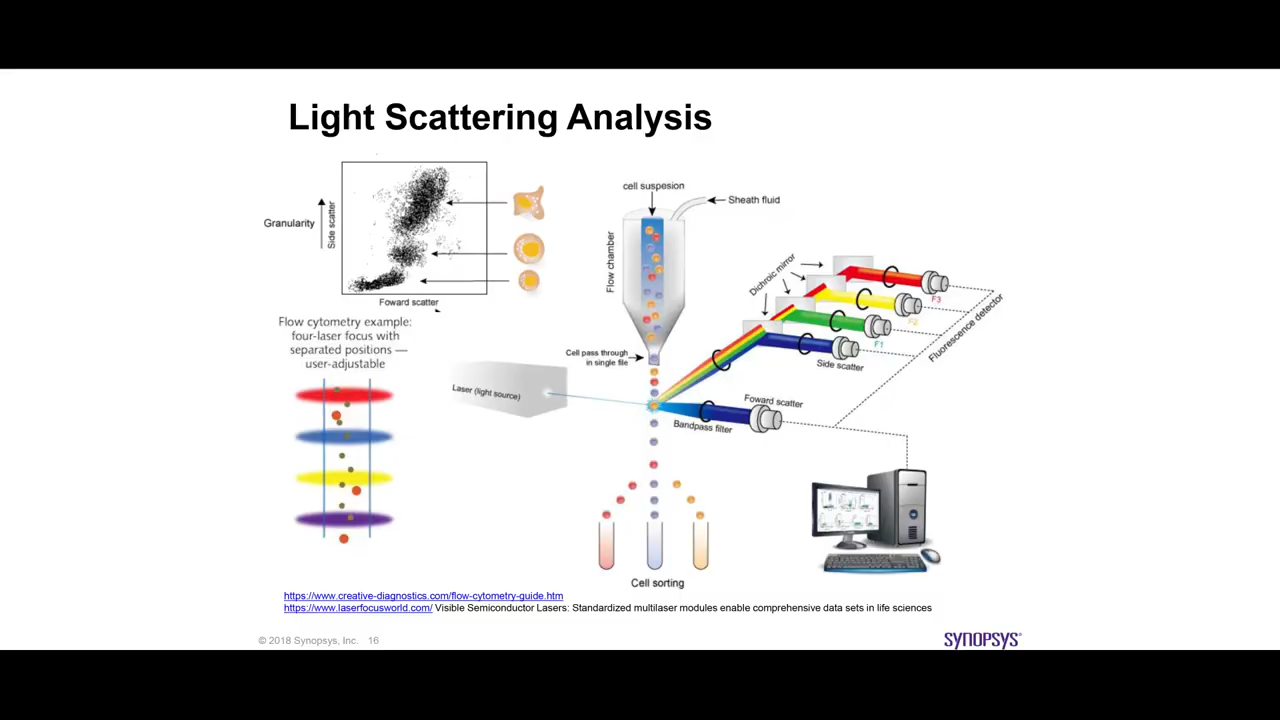 Light Scattering Analysis
Granularity
Side scatter
Foward scatter
Flow cytometry example:
four-laser focus with
separated positions —
user-adjustable
cell suspesion
Sheath fluid
Flow chamber
Cell pass through
in single file
Laser (light source)
Dichroic mirror
F3
F2
F1
Side scatter
Fluorescence detector
Foward scatter
Bandpass filter
Cell sorting
https://www.creative-diagnostics.com/flow-cytometry-guide.htm
https://www.laserfocusworld.com/ Visible Semiconductor Lasers: Standardized multilaser modules enable comprehensive data sets in life sciences
© 2018 Synopsys, Inc. 16
SYNOPSYS®